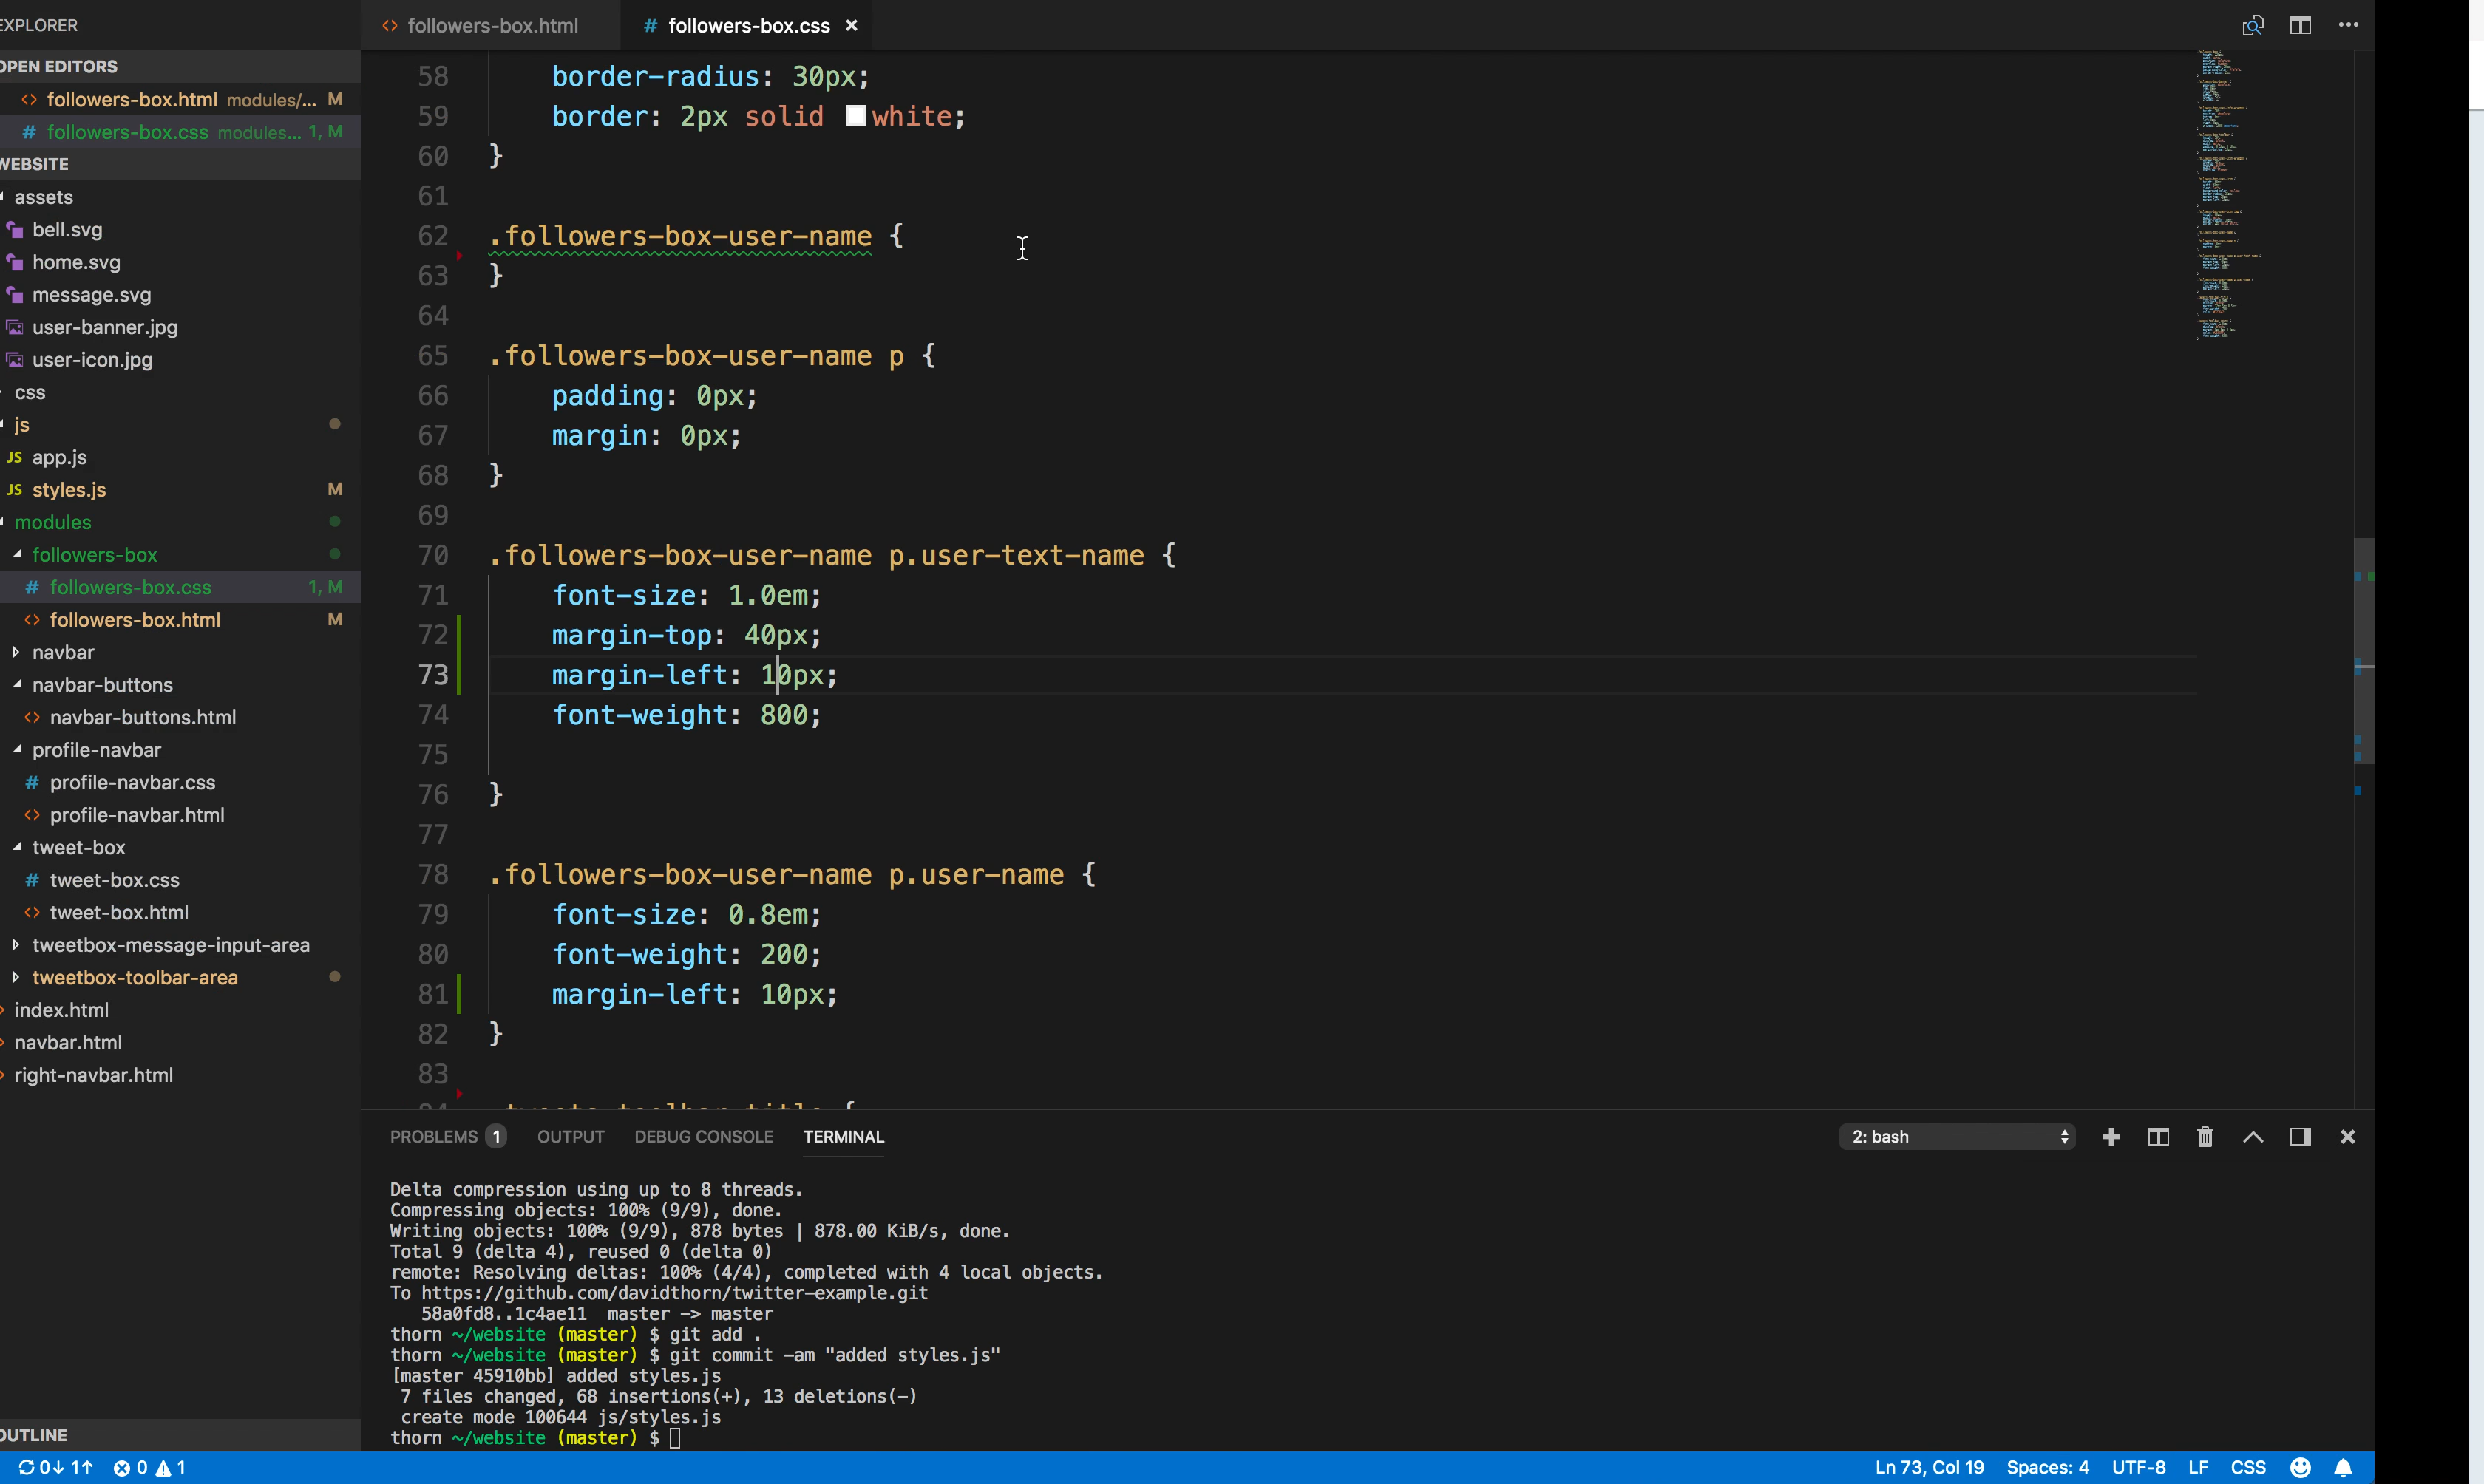 EXPLORER
OPEN EDITORS
followers-box.html modules/... M
followers-box.css modules... 1, M
WEBSITE
assets
bell.svg
home.svg
message.svg
user-banner.jpg
user-icon.jpg
css
js
JS app.js
JS styles.js M
modules
followers-box
# followers-box.css 1, M
<> followers-box.html M
navbar
navbar-buttons
<> navbar-buttons.html
profile-navbar
# profile-navbar.css
<> profile-navbar.html
tweet-box
# tweet-box.css
<> tweet-box.html
tweetbox-message-input-area
tweetbox-toolbar-area
index.html
navbar.html
right-navbar.html
OUTLINE
<> followers-box.html # followers-box.css ×
58 border-radius: 30px;
59 border: 2px solid white;
60 }
61
62 .followers-box-user-name {
63 }
64
65 .followers-box-user-name p {
66 padding: 0px;
67 margin: 0px;
68 }
69
70 .followers-box-user-name p.user-text-name {
71 font-size: 1.0em;
72 margin-top: 40px;
73 margin-left: 10px;
74 font-weight: 800;
75
76 }
77
78 .followers-box-user-name p.user-name {
79 font-size: 0.8em;
80 font-weight: 200;
81 margin-left: 10px;
82 }
83
PROBLEMS 1 OUTPUT DEBUG CONSOLE TERMINAL 2: bash
Delta compression using up to 8 threads.
Compressing objects: 100% (9/9), done.
Writing objects: 100% (9/9), 878 bytes | 878.00 KiB/s, done.
Total 9 (delta 4), reused 0 (delta 0)
remote: Resolving deltas: 100% (4/4), completed with 4 local objects.
To https://github.com/davidthorn/twitter-example.git
58a0fd8..1c4ae11 master -> master
thorn ~/website (master) $ git add .
thorn ~/website (master) $ git commit -am "added styles.js"
[master 45910bb] added styles.js
7 files changed, 68 insertions(+), 13 deletions(-)
create mode 100644 js/styles.js
thorn ~/website (master) $
0↓ 1↑ 0 1 Ln 73, Col 19 Spaces: 4 UTF-8 LF CSS